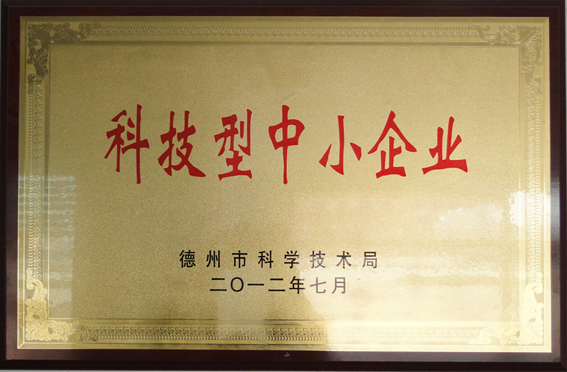 科技型中小企业
德州市科学技术局
二〇一二年七月